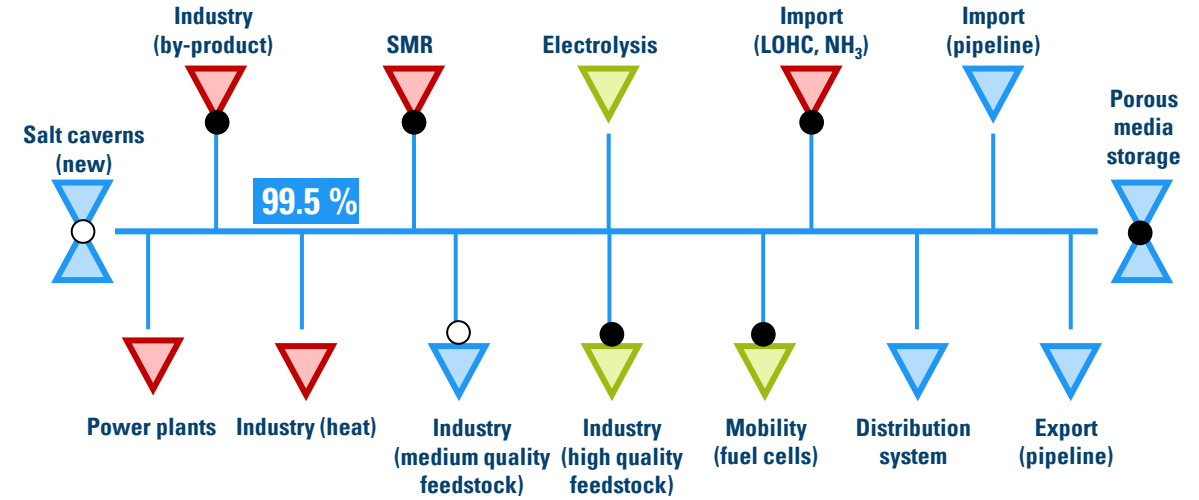 Industry
(by-product)
SMR
Electrolysis
Import
(LOHC, NH₃)
Import
(pipeline)
Porous
media
storage
Salt caverns
(new)
99.5 %
Power plants
Industry (heat)
Industry
(medium quality
feedstock)
Industry
(high quality
feedstock)
Mobility
(fuel cells)
Distribution
system
Export
(pipeline)